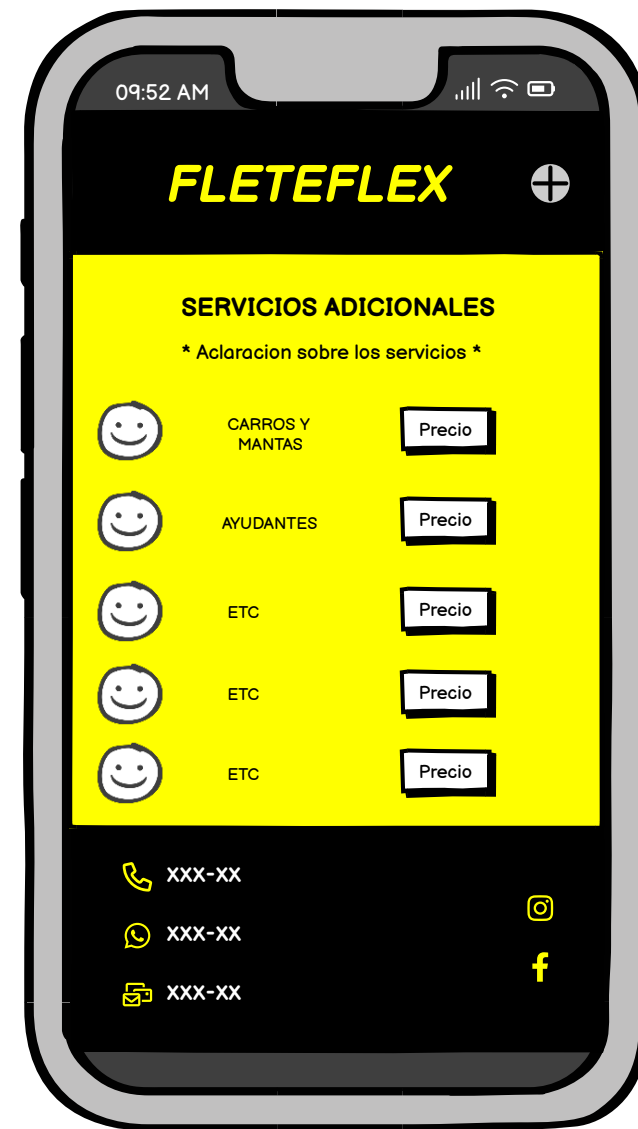 09:52 AM
FLETEFLEX
SERVICIOS ADICIONALES
* Aclaracion sobre los servicios *
CARROS Y
MANTAS
Precio
AYUDANTES
Precio
ETC
Precio
ETC
Precio
ETC
Precio
XXX-XX
XXX-XX
XXX-XX